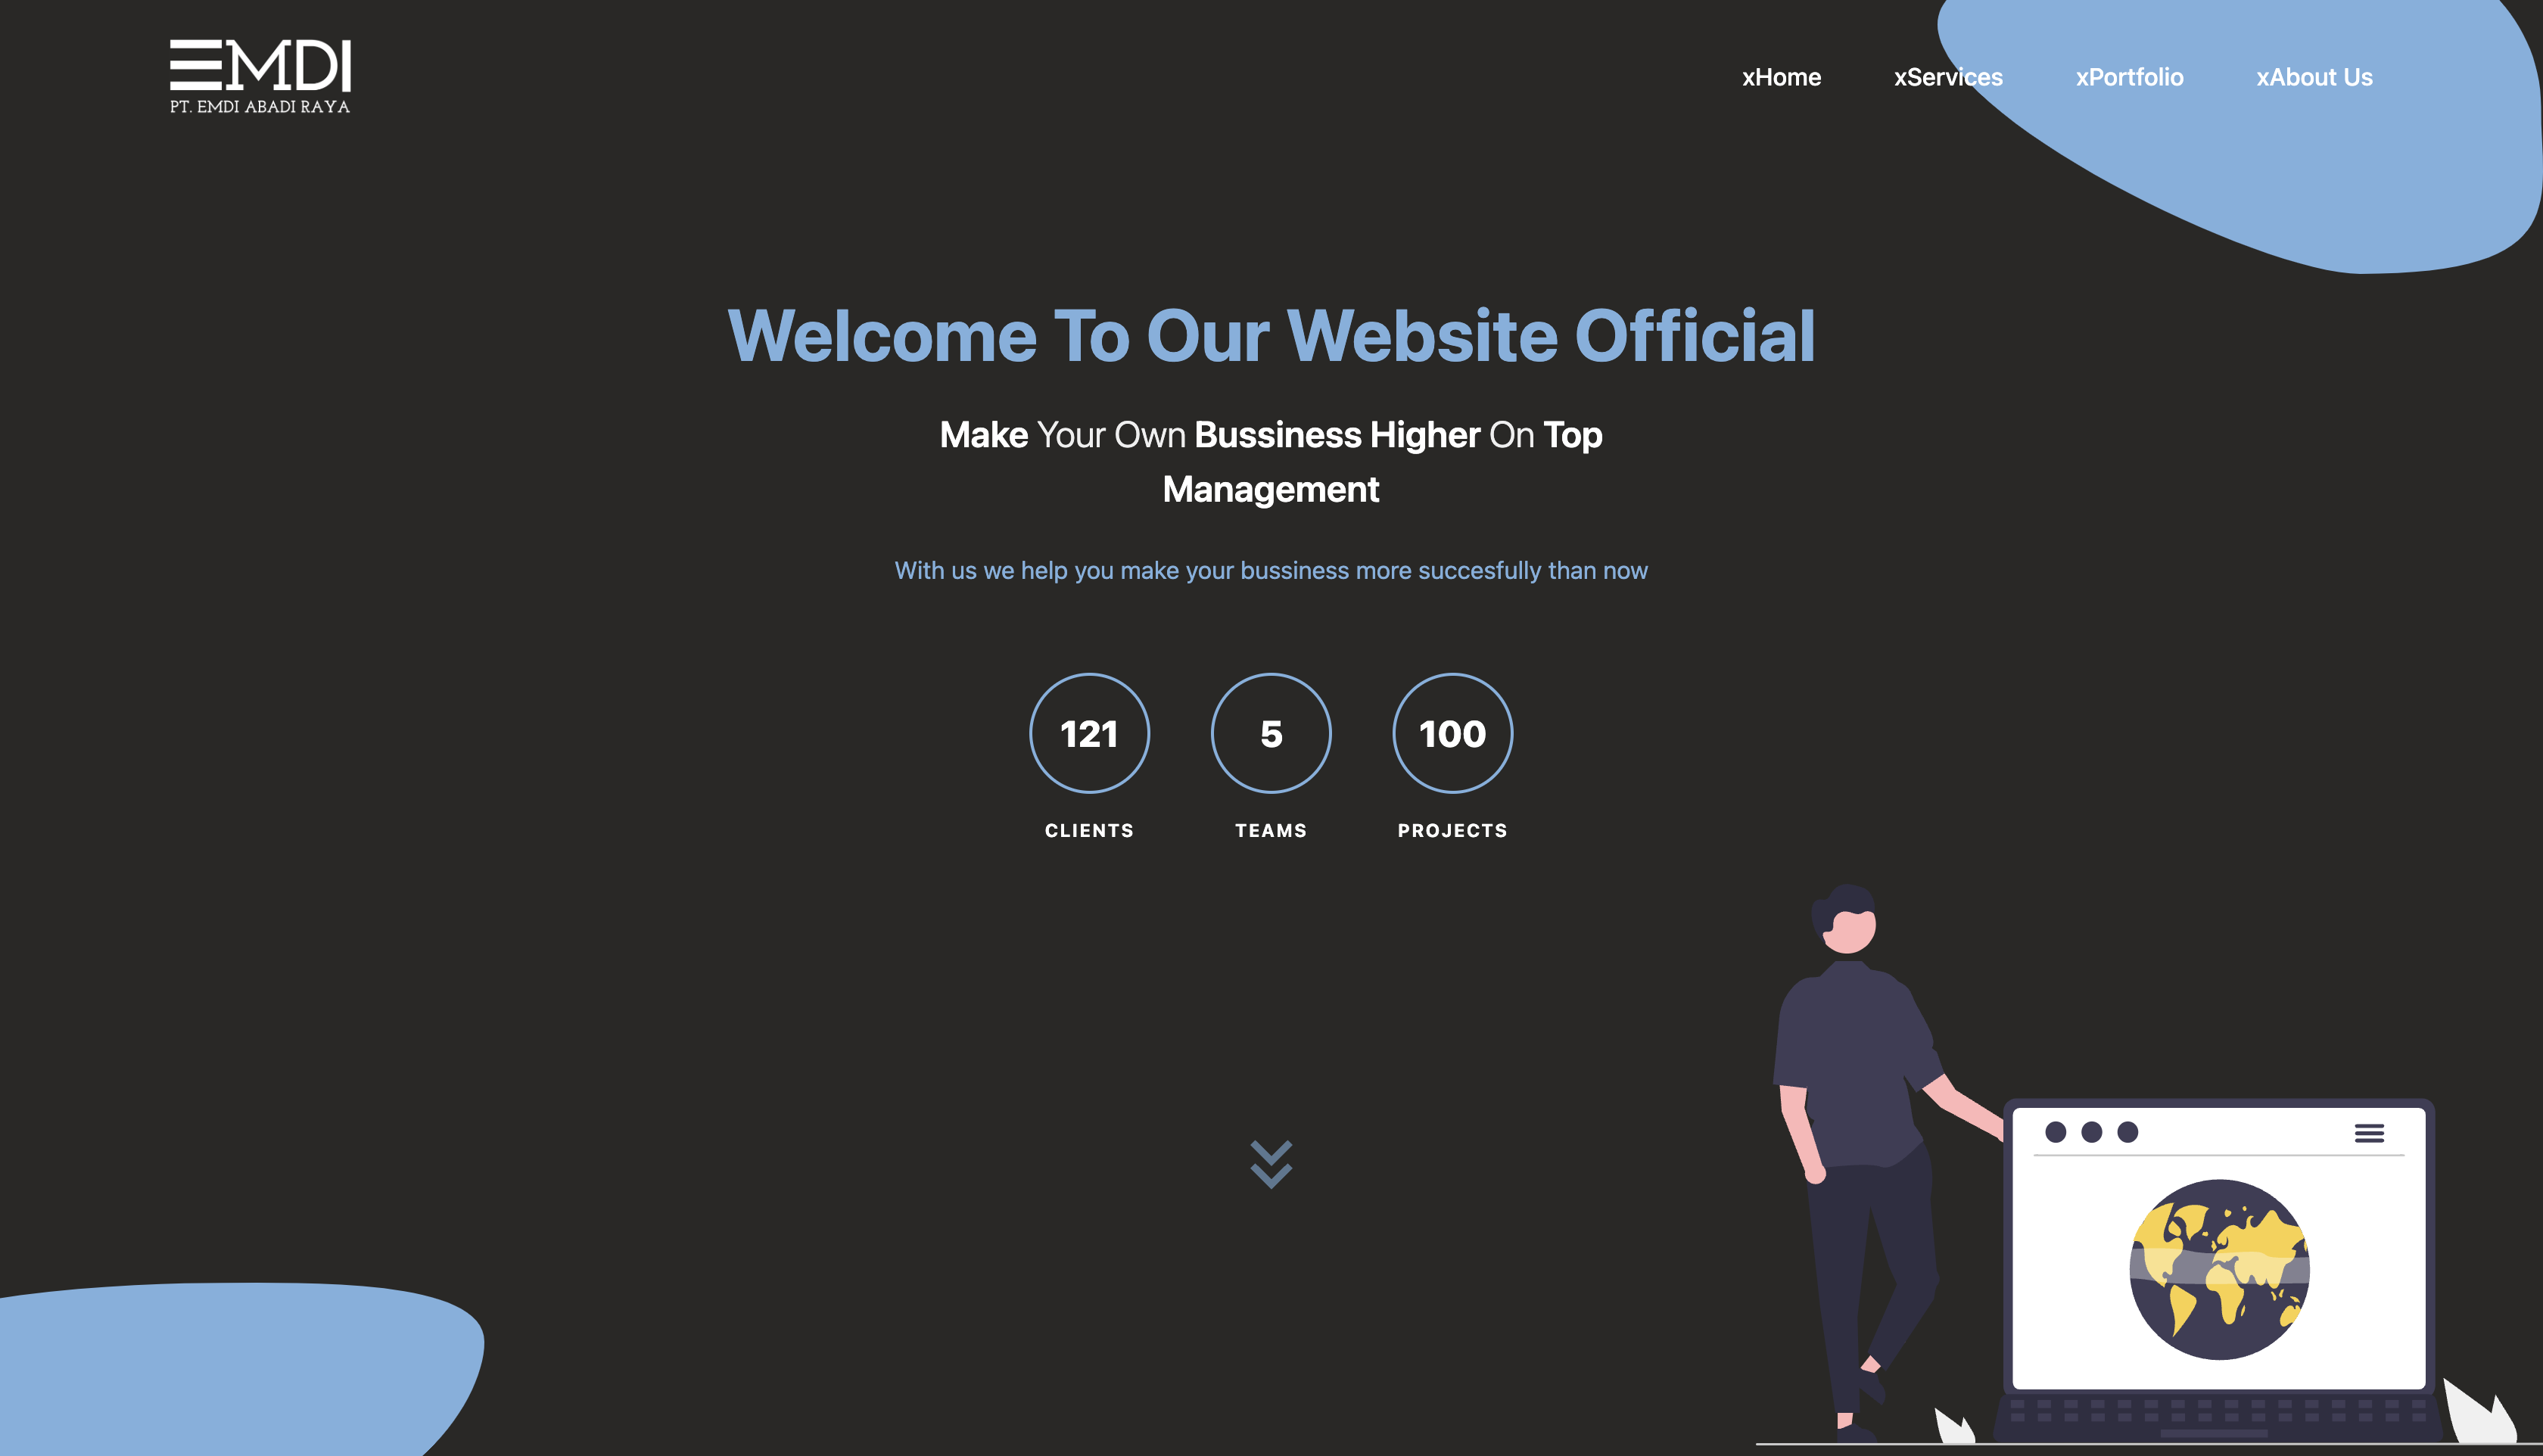 EMDI
PT. EMDI ABADI RAYA
xHome xServices xPortfolio xAbout Us
Welcome To Our Website Official
Make Your Own Bussiness Higher On Top
Management
With us we help you make your bussiness more succesfully than now
121 5 100
CLIENTS TEAMS PROJECTS